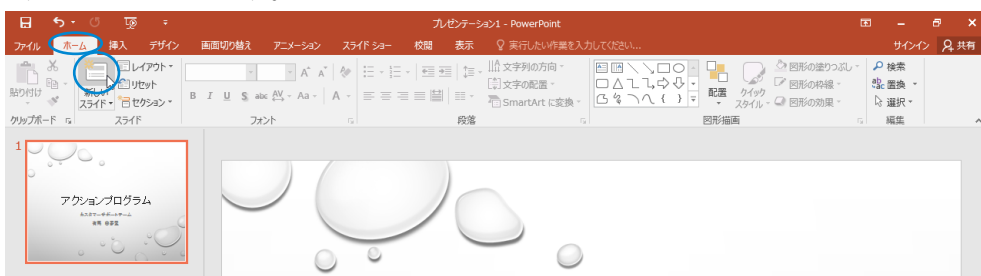 プレゼンテーション1 - PowerPoint
ファイル ホーム 挿入 デザイン 画面切り替え アニメーション スライド ショー 校閲 表示 実行したい作業を入力してください... サインイン 共有
貼り付け 新しい スライド レイアウト リセット セクション
B I U S abc AV Aa A
文字列の方向 文字の配置 SmartArt に変換
配置 クイック スタイル 図形の塗りつぶし 図形の枠線 図形の効果
検索 置換 選択
クリップボード スライド フォント 段落 図形描画 編集
1
アクションプログラム